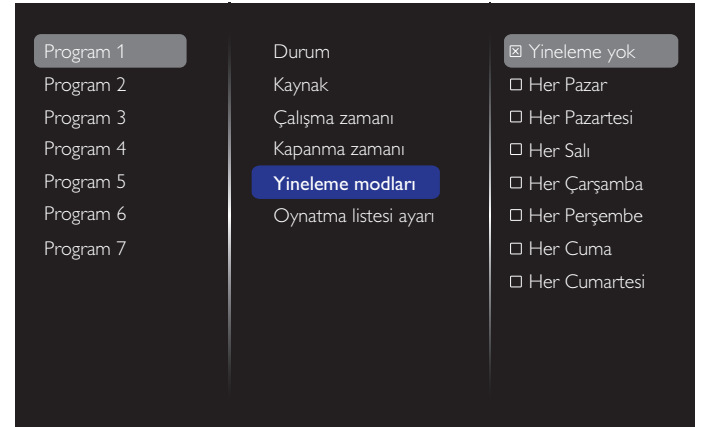 Program 1
Program 2
Program 3
Program 4
Program 5
Program 6
Program 7
Durum
Kaynak
Çalışma zamanı
Kapanma zamanı
Yineleme modları
Oynatma listesi ayarı
Yineleme yok
Her Pazar
Her Pazartesi
Her Salı
Her Çarşamba
Her Perşembe
Her Cuma
Her Cumartesi